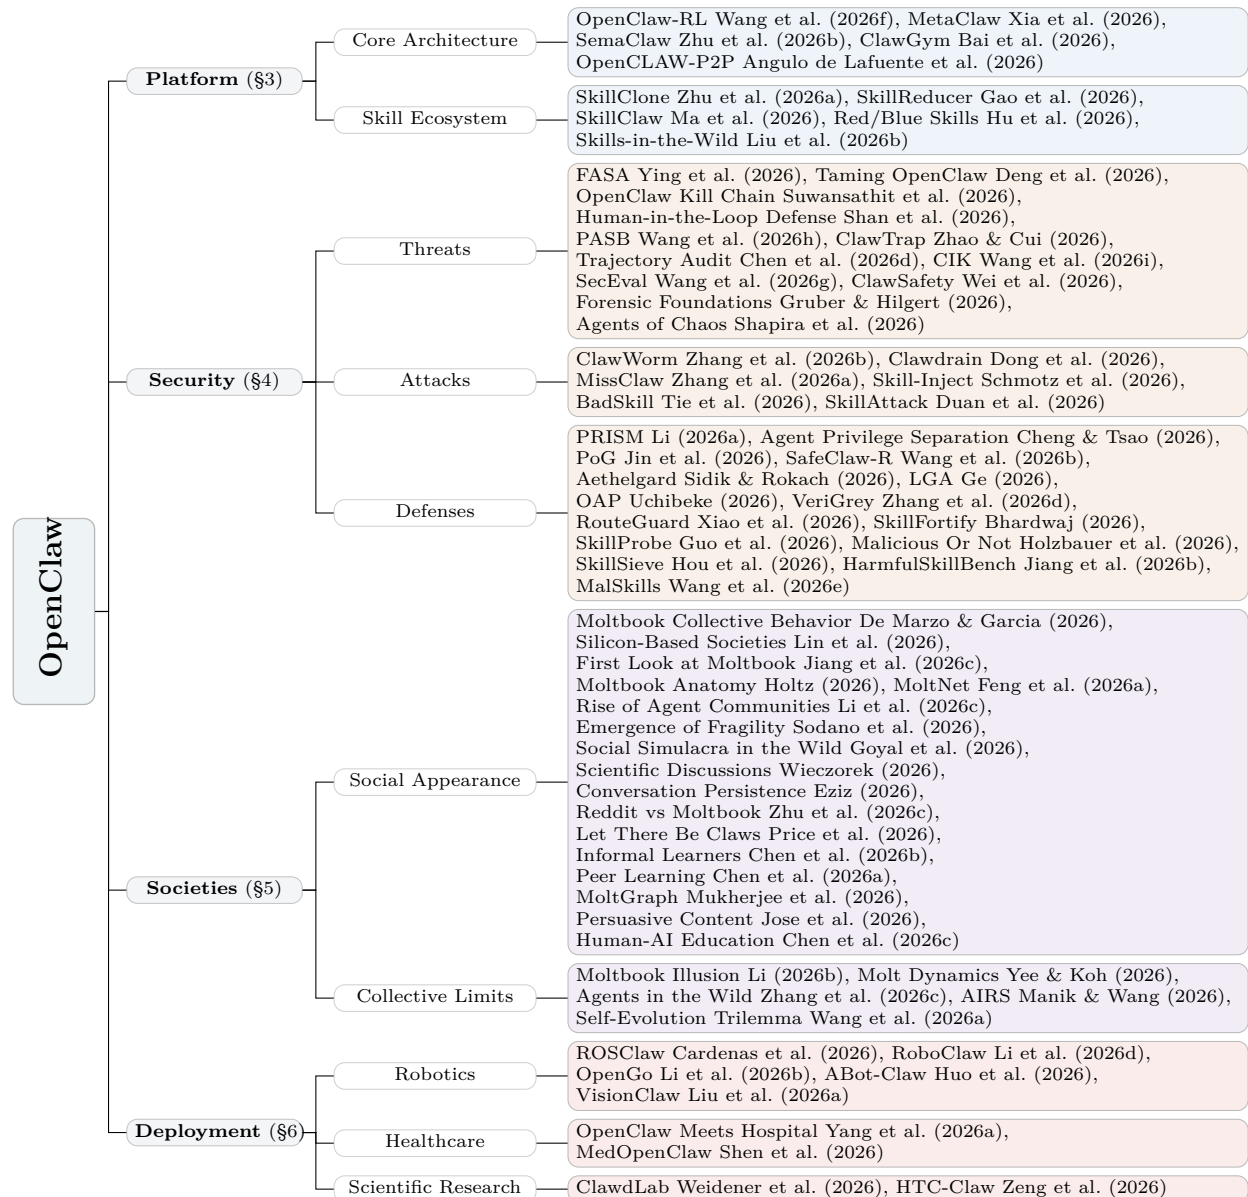 OpenClaw
Platform (§3)
Core Architecture
OpenClaw-RL Wang et al. (2026f), MetaClaw Xia et al. (2026),
SemaClaw Zhu et al. (2026b), ClawGym Bai et al. (2026),
OpenCLAW-P2P Angulo de Lafuente et al. (2026)
Skill Ecosystem
SkillClone Zhu et al. (2026a), SkillReducer Gao et al. (2026),
SkillClaw Ma et al. (2026), Red/Blue Skills Hu et al. (2026),
Skills-in-the-Wild Liu et al. (2026b)
Security (§4)
Threats
FASA Ying et al. (2026), Taming OpenClaw Deng et al. (2026),
OpenClaw Kill Chain Suwansathit et al. (2026),
Human-in-the-Loop Defense Shan et al. (2026),
PASB Wang et al. (2026h), ClawTrap Zhao & Cui (2026),
Trajectory Audit Chen et al. (2026d), CIK Wang et al. (2026i),
SecEval Wang et al. (2026g), ClawSafety Wei et al. (2026),
Forensic Foundations Gruber & Hilgert (2026),
Agents of Chaos Shapira et al. (2026)
Attacks
ClawWorm Zhang et al. (2026b), Clawdrain Dong et al. (2026),
MissClaw Zhang et al. (2026a), Skill-Inject Schmotz et al. (2026),
BadSkill Tie et al. (2026), SkillAttack Duan et al. (2026)
Defenses
PRISM Li (2026a), Agent Privilege Separation Cheng & Tsao (2026),
PoG Jin et al. (2026), SafeClaw-R Wang et al. (2026b),
Aethelgard Sidik & Rokach (2026), LGA Ge (2026),
OAP Uchibeke (2026), VeriGrey Zhang et al. (2026d),
RouteGuard Xiao et al. (2026), SkillFortify Bhardwaj (2026),
SkillProbe Guo et al. (2026), Malicious Or Not Holzbauer et al. (2026),
SkillSieve Hou et al. (2026), HarmfulSkillBench Jiang et al. (2026b),
MalSkills Wang et al. (2026e)
Societies (§5)
Social Appearance
Moltbook Collective Behavior De Marzo & Garcia (2026),
Silicon-Based Societies Lin et al. (2026),
First Look at Moltbook Jiang et al. (2026c),
Moltbook Anatomy Holtz (2026), MoltNet Feng et al. (2026a),
Rise of Agent Communities Li et al. (2026c),
Emergence of Fragility Sodano et al. (2026),
Social Simulacra in the Wild Goyal et al. (2026),
Scientific Discussions Wieczorek (2026),
Conversation Persistence Eziz (2026),
Reddit vs Moltbook Zhu et al. (2026c),
Let There Be Claws Price et al. (2026),
Informal Learners Chen et al. (2026b),
Peer Learning Chen et al. (2026a),
MoltGraph Mukherjee et al. (2026),
Persuasive Content Jose et al. (2026),
Human-AI Education Chen et al. (2026c)
Collective Limits
Moltbook Illusion Li (2026b), Molt Dynamics Yee & Koh (2026),
Agents in the Wild Zhang et al. (2026c), AIRS Manik & Wang (2026),
Self-Evolution Trilemma Wang et al. (2026a)
Deployment (§6)
Robotics
ROSClaw Cardenas et al. (2026), RoboClaw Li et al. (2026d),
OpenGo Li et al. (2026b), ABot-Claw Huo et al. (2026),
VisionClaw Liu et al. (2026a)
Healthcare
OpenClaw Meets Hospital Yang et al. (2026a),
MedOpenClaw Shen et al. (2026)
Scientific Research
ClawdLab Weidener et al. (2026), HTC-Claw Zeng et al. (2026)